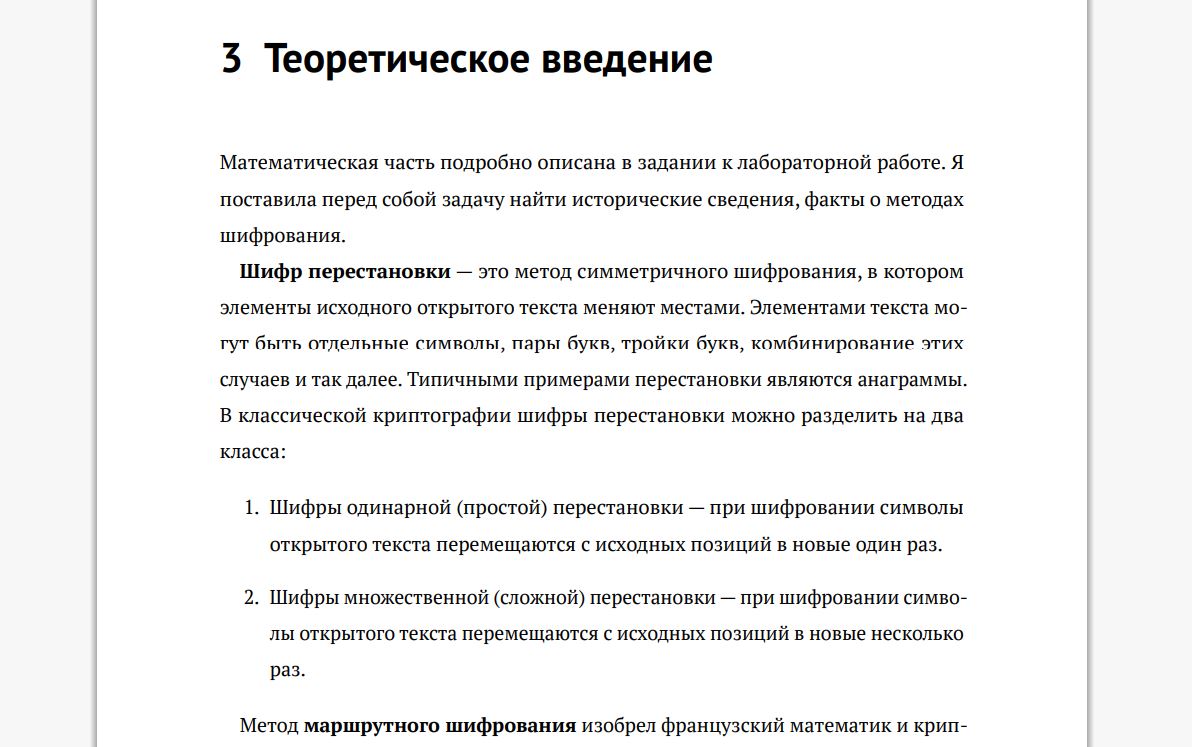 3 Теоретическое введение
Математическая часть подробно описана в задании к лабораторной работе. Я
поставила перед собой задачу найти исторические сведения, факты о методах
шифрования.
Шифр перестановки — это метод симметричного шифрования, в котором
элементы исходного открытого текста меняют местами. Элементами текста мо-
гут быть отдельные символы, пары букв, тройки букв, комбинирование этих
случаев и так далее. Типичными примерами перестановки являются анаграммы.
В классической криптографии шифры перестановки можно разделить на два
класса:
1. Шифры одинарной (простой) перестановки — при шифровании символы
открытого текста перемещаются с исходных позиций в новые один раз.
2. Шифры множественной (сложной) перестановки — при шифровании симво-
лы открытого текста перемещаются с исходных позиций в новые несколько
раз.
Метод маршрутного шифрования изобрел французский математик и крип-